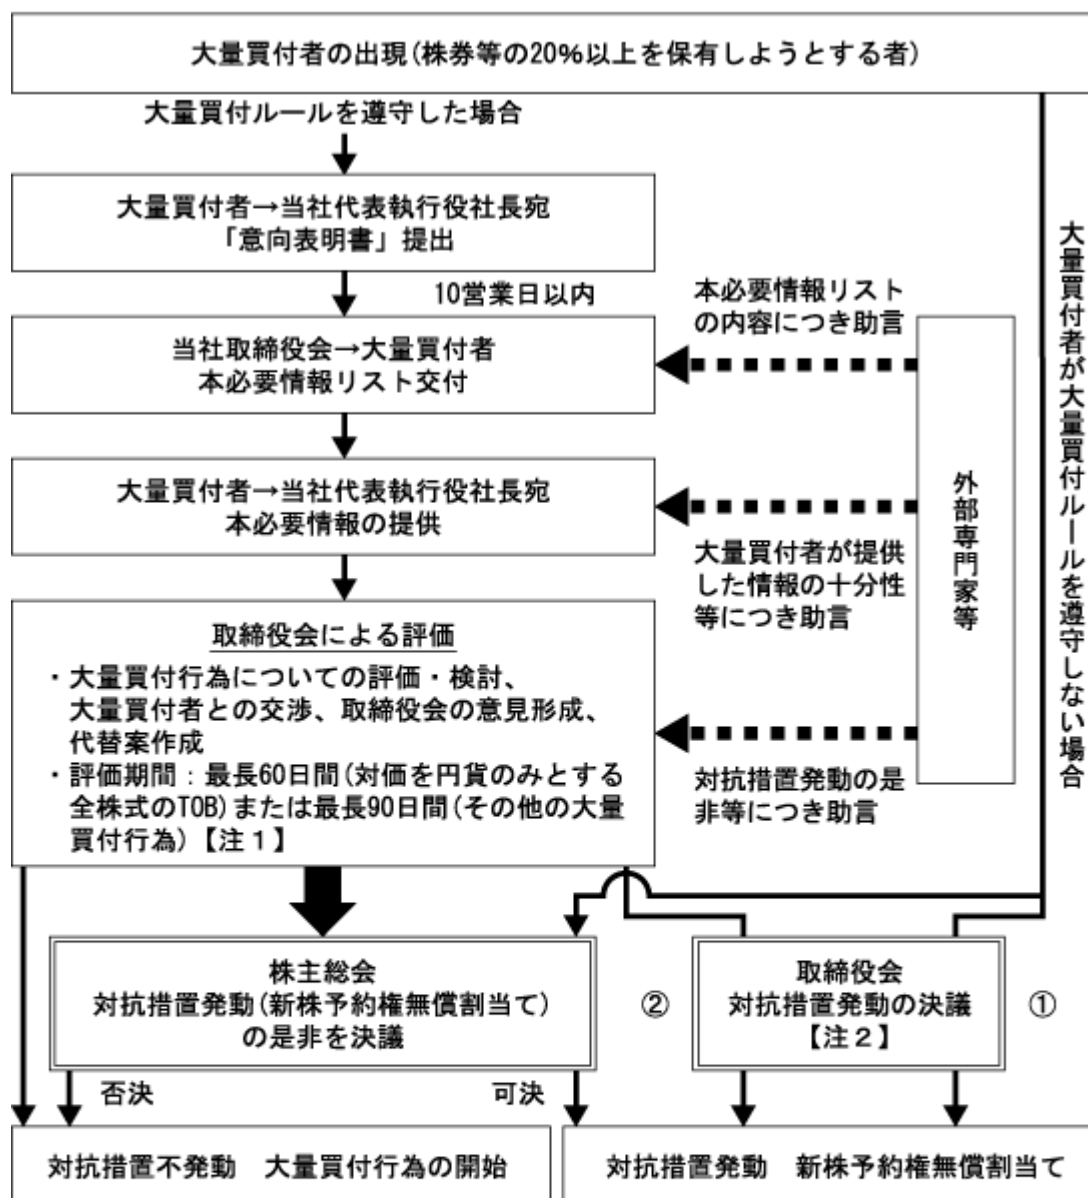 大量買付者の出現(株券等の20%以上を保有しようとする者)
大量買付ルールを遵守した場合
大量買付者→当社代表執行役社長宛
「意向表明書」提出
10営業日以内
当社取締役会→大量買付者
本必要情報リスト交付
本必要情報リスト
の内容につき助言
大量買付者→当社代表執行役社長宛
本必要情報の提供
大量買付者が提供
した情報の十分性
等につき助言
外部専門家等
大量買付者が大量買付ルールを遵守しない場合
取締役会による評価
・大量買付行為についての評価・検討、
大量買付者との交渉、取締役会の意見形成、
代替案作成
・評価期間：最長60日間(対価を円貨のみとする
全株式のTOB)または最長90日間(その他の大量
買付行為)【注１】
対抗措置発動の是
非等につき助言
株主総会
対抗措置発動(新株予約権無償割当て)
の是非を決議
②
取締役会
対抗措置発動の決議
【注２】
①
否決
可決
対抗措置不発動　大量買付行為の開始
対抗措置発動　新株予約権無償割当て